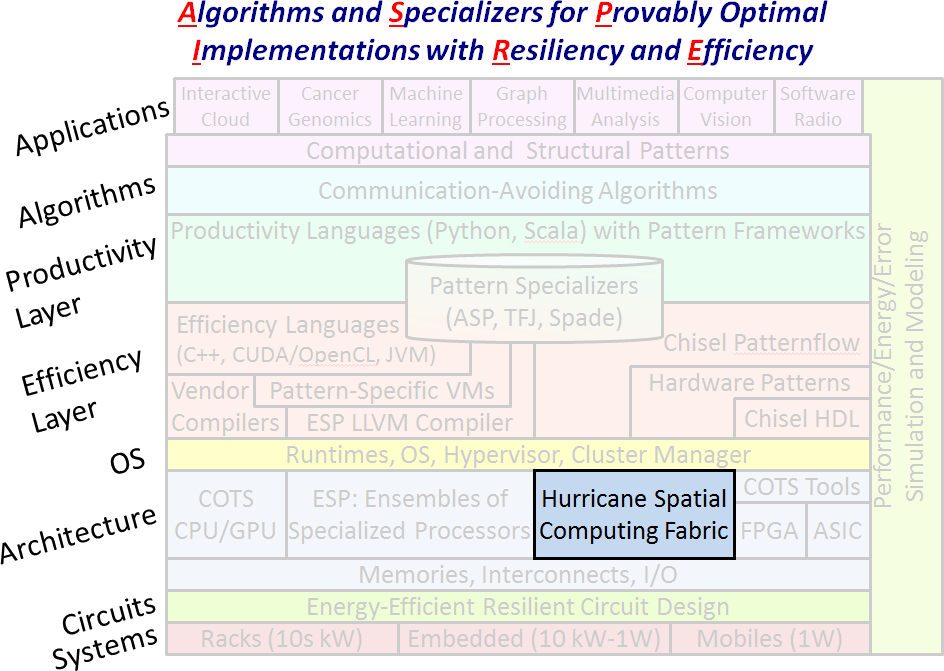 Algorithms and Specializers for Provably Optimal
Implementations with Resiliency and Efficiency
Applications
Interactive
Cloud
Cancer
Genomics
Machine
Learning
Graph
Processing
Multimedia
Analysis
Computer
Vision
Software
Radio
Computational and Structural Patterns
Algorithms
Communication-Avoiding Algorithms
Productivity
Layer
Productivity Languages (Python, Scala) with Pattern Frameworks
Pattern Specializers
(ASP, TFJ, Spade)
Efficiency
Layer
Efficiency Languages
(C++, CUDA/OpenCL, JVM)
Chisel Patternflow
Vendor
Compilers
Pattern-Specific VMs
ESP LLVM Compiler
Hardware Patterns
Chisel HDL
OS
Runtimes, OS, Hypervisor, Cluster Manager
Architecture
COTS
CPU/GPU
ESP: Ensembles of
Specialized Processors
Hurricane Spatial
Computing Fabric
COTS Tools
FPGA
ASIC
Memories, Interconnects, I/O
Circuits
Energy-Efficient Resilient Circuit Design
Systems
Racks (10s kW)
Embedded (10 kW-1W)
Mobiles (1W)
Performance/Energy/Error
Simulation and Modeling